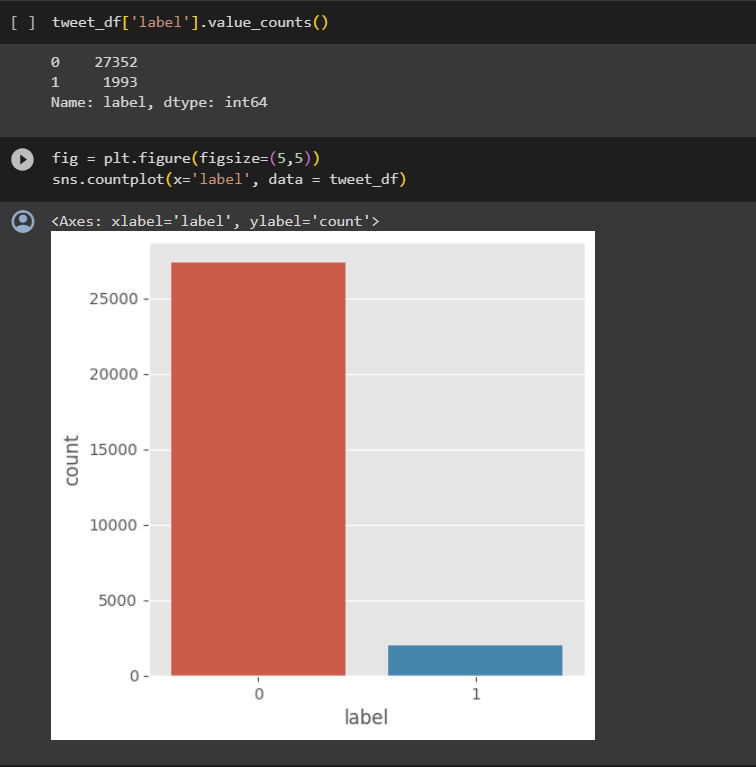 [ ] tweet_df['label'].value_counts()
0    27352
1     1993
Name: label, dtype: int64
fig = plt.figure(figsize=(5,5))
sns.countplot(x='label', data = tweet_df)
<Axes: xlabel='label', ylabel='count'>
25000
20000
15000
10000
5000
0
count
0 1
label